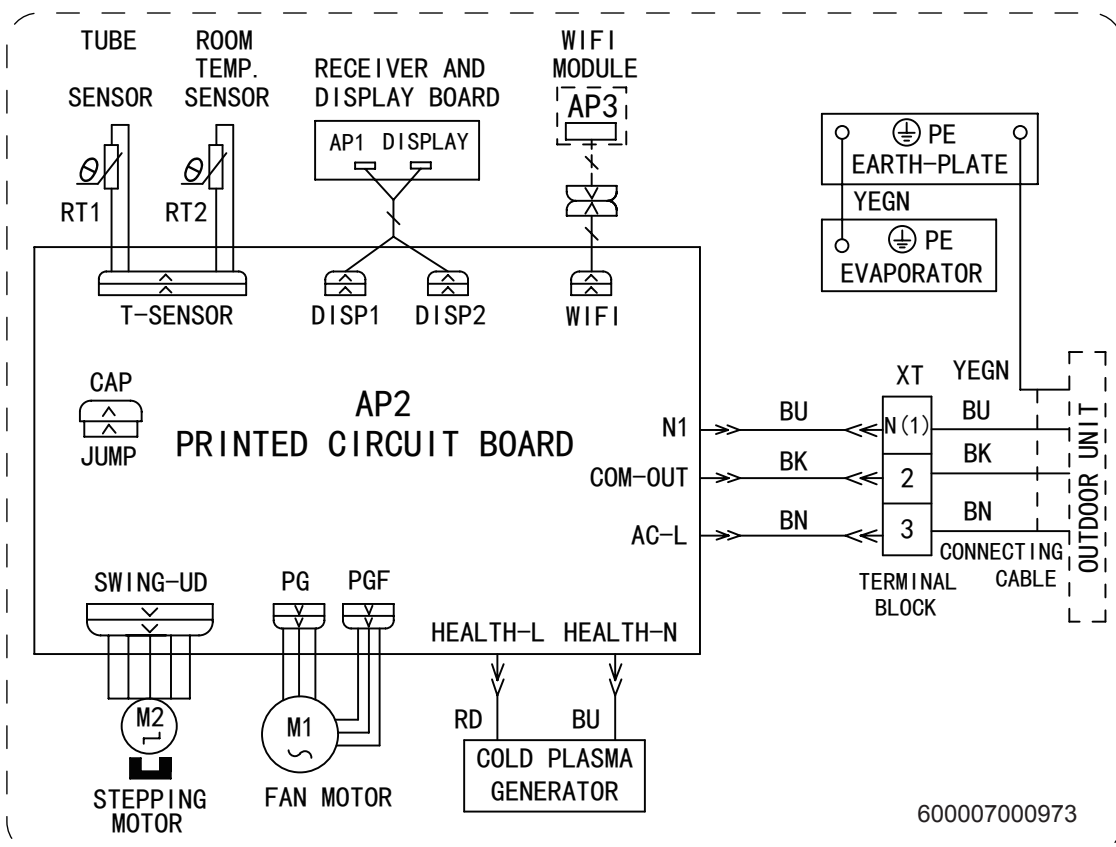 TUBE
SENSOR
ROOM
TEMP.
SENSOR
RECEIVER AND
DISPLAY BOARD
AP1 DISPLAY
WIFI
MODULE
AP3
PE
EARTH-PLATE
YEGN
PE
EVAPORATOR
θ
RT1
θ
RT2
T-SENSOR
DISP1
DISP2
WIFI
CAP
JUMP
AP2
PRINTED CIRCUIT BOARD
N1
COM-OUT
AC-L
BU
BK
BN
XT
N(1)
2
3
TERMINAL
BLOCK
YEGN
BU
BK
BN
CONNECTING
CABLE
OUTDOOR UNIT
SWING-UD
PG
PGF
HEALTH-L
HEALTH-N
M2
STEPPING
MOTOR
M1
FAN MOTOR
RD
BU
COLD PLASMA
GENERATOR
600007000973